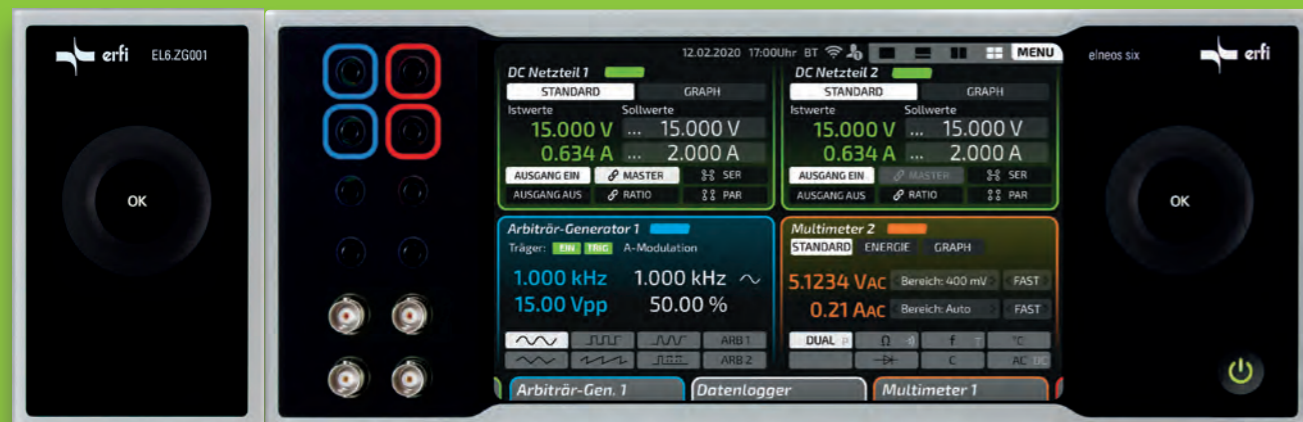 erfi EL6.ZG001
OK
12.02.2020 17:00Uhr BT MENU
DC Netzteil 1
STANDARD GRAPH
Istwerte Sollwerte
15.000 V ... 15.000 V
0.634 A ... 2.000 A
AUSGANG EIN MASTER SER
AUSGANG AUS RATIO PAR
DC Netzteil 2
STANDARD GRAPH
Istwerte Sollwerte
15.000 V ... 15.000 V
0.634 A ... 2.000 A
AUSGANG EIN MASTER SER
AUSGANG AUS RATIO PAR
Arbiträr-Generator 1
Träger: EIN TRIG A-Modulation
1.000 kHz 1.000 kHz
15.00 Vpp 50.00 %
ARB 1
ARB 2
Multimeter 2
STANDARD ENERGIE GRAPH
5.1234 VAC Bereich: 400 mV FAST
0.21 AAC Bereich: Auto FAST
DUAL P Ω f T °C
C AC DC
Arbiträr-Gen. 1 Datenlogger Multimeter 1
elneos six erfi
OK